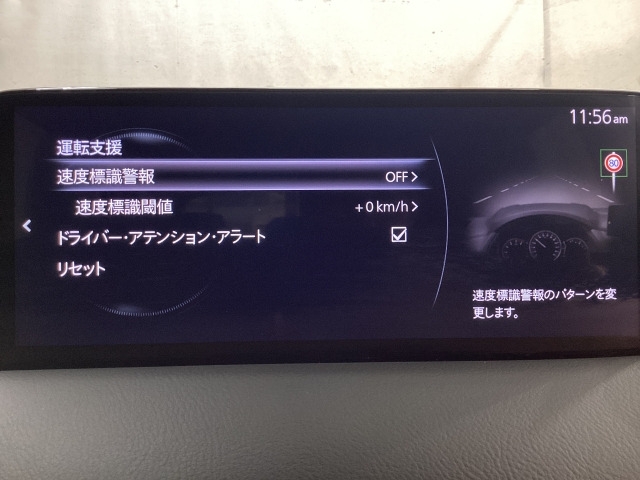 11:56am
運転支援
速度標識警報 OFF
速度標識閾値 +0km/h
ドライバー・アテンション・アラート
リセット
速度標識警報のパターンを変
更します。